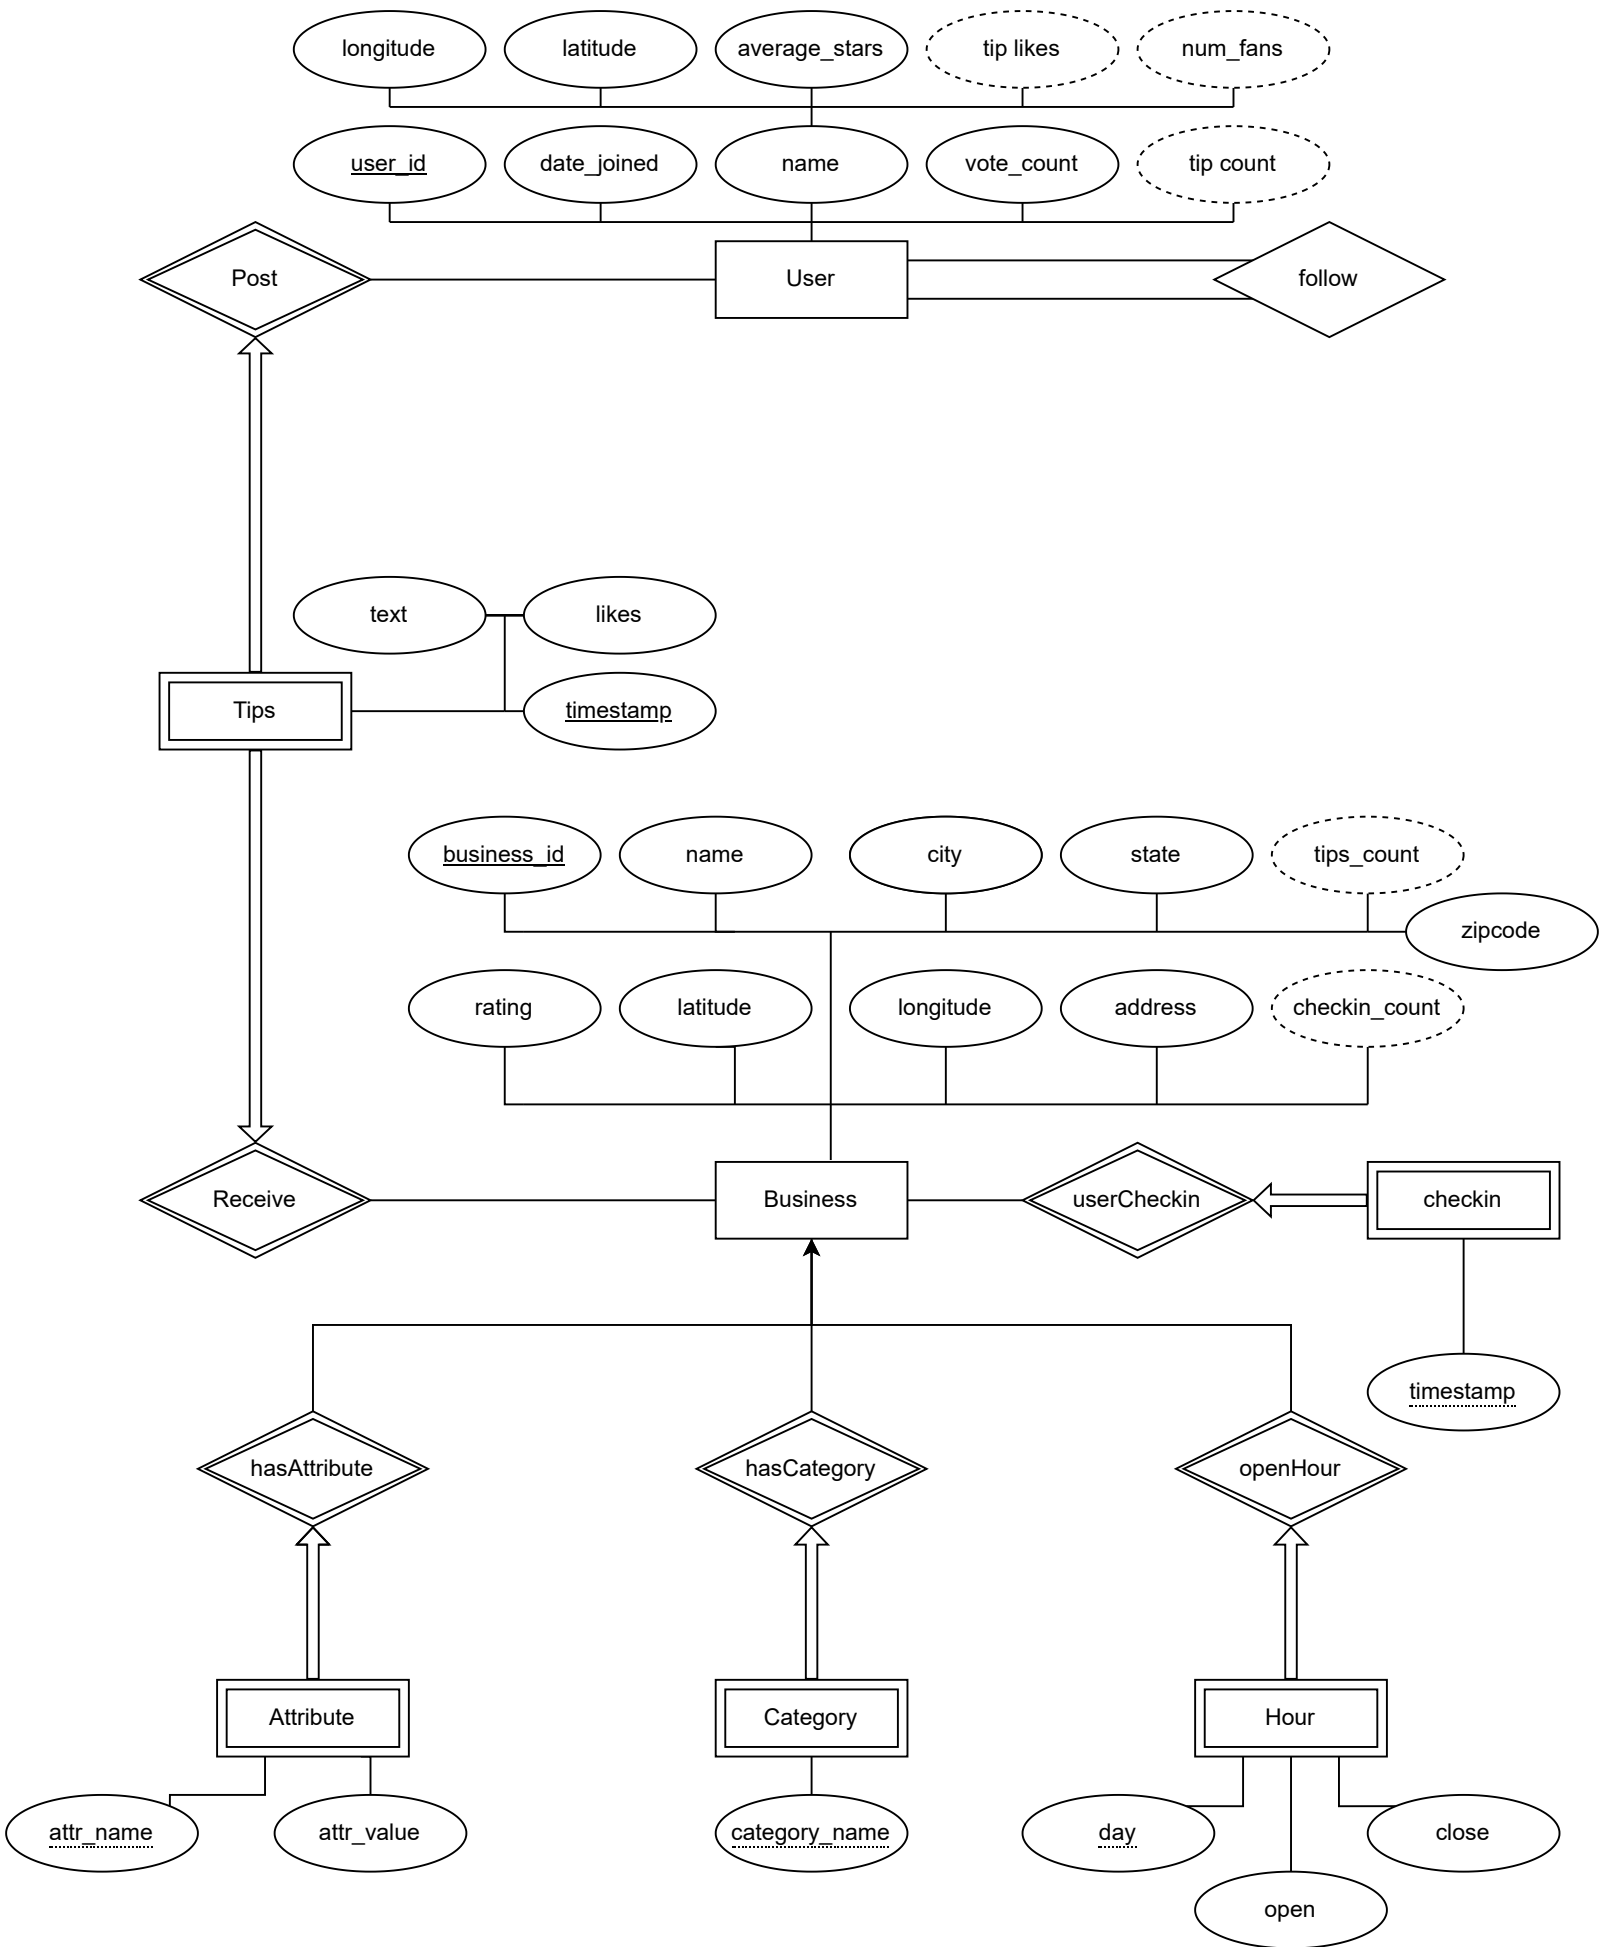 longitude
latitude
average_stars
tip likes
num_fans
user_id
date_joined
name
vote_count
tip count
Post
User
follow
text
likes
Tips
timestamp
business_id
name
city
state
tips_count
zipcode
rating
latitude
longitude
address
checkin_count
Receive
Business
userCheckin
checkin
timestamp
hasAttribute
hasCategory
openHour
Attribute
Category
Hour
attr_name
attr_value
category_name
day
close
open